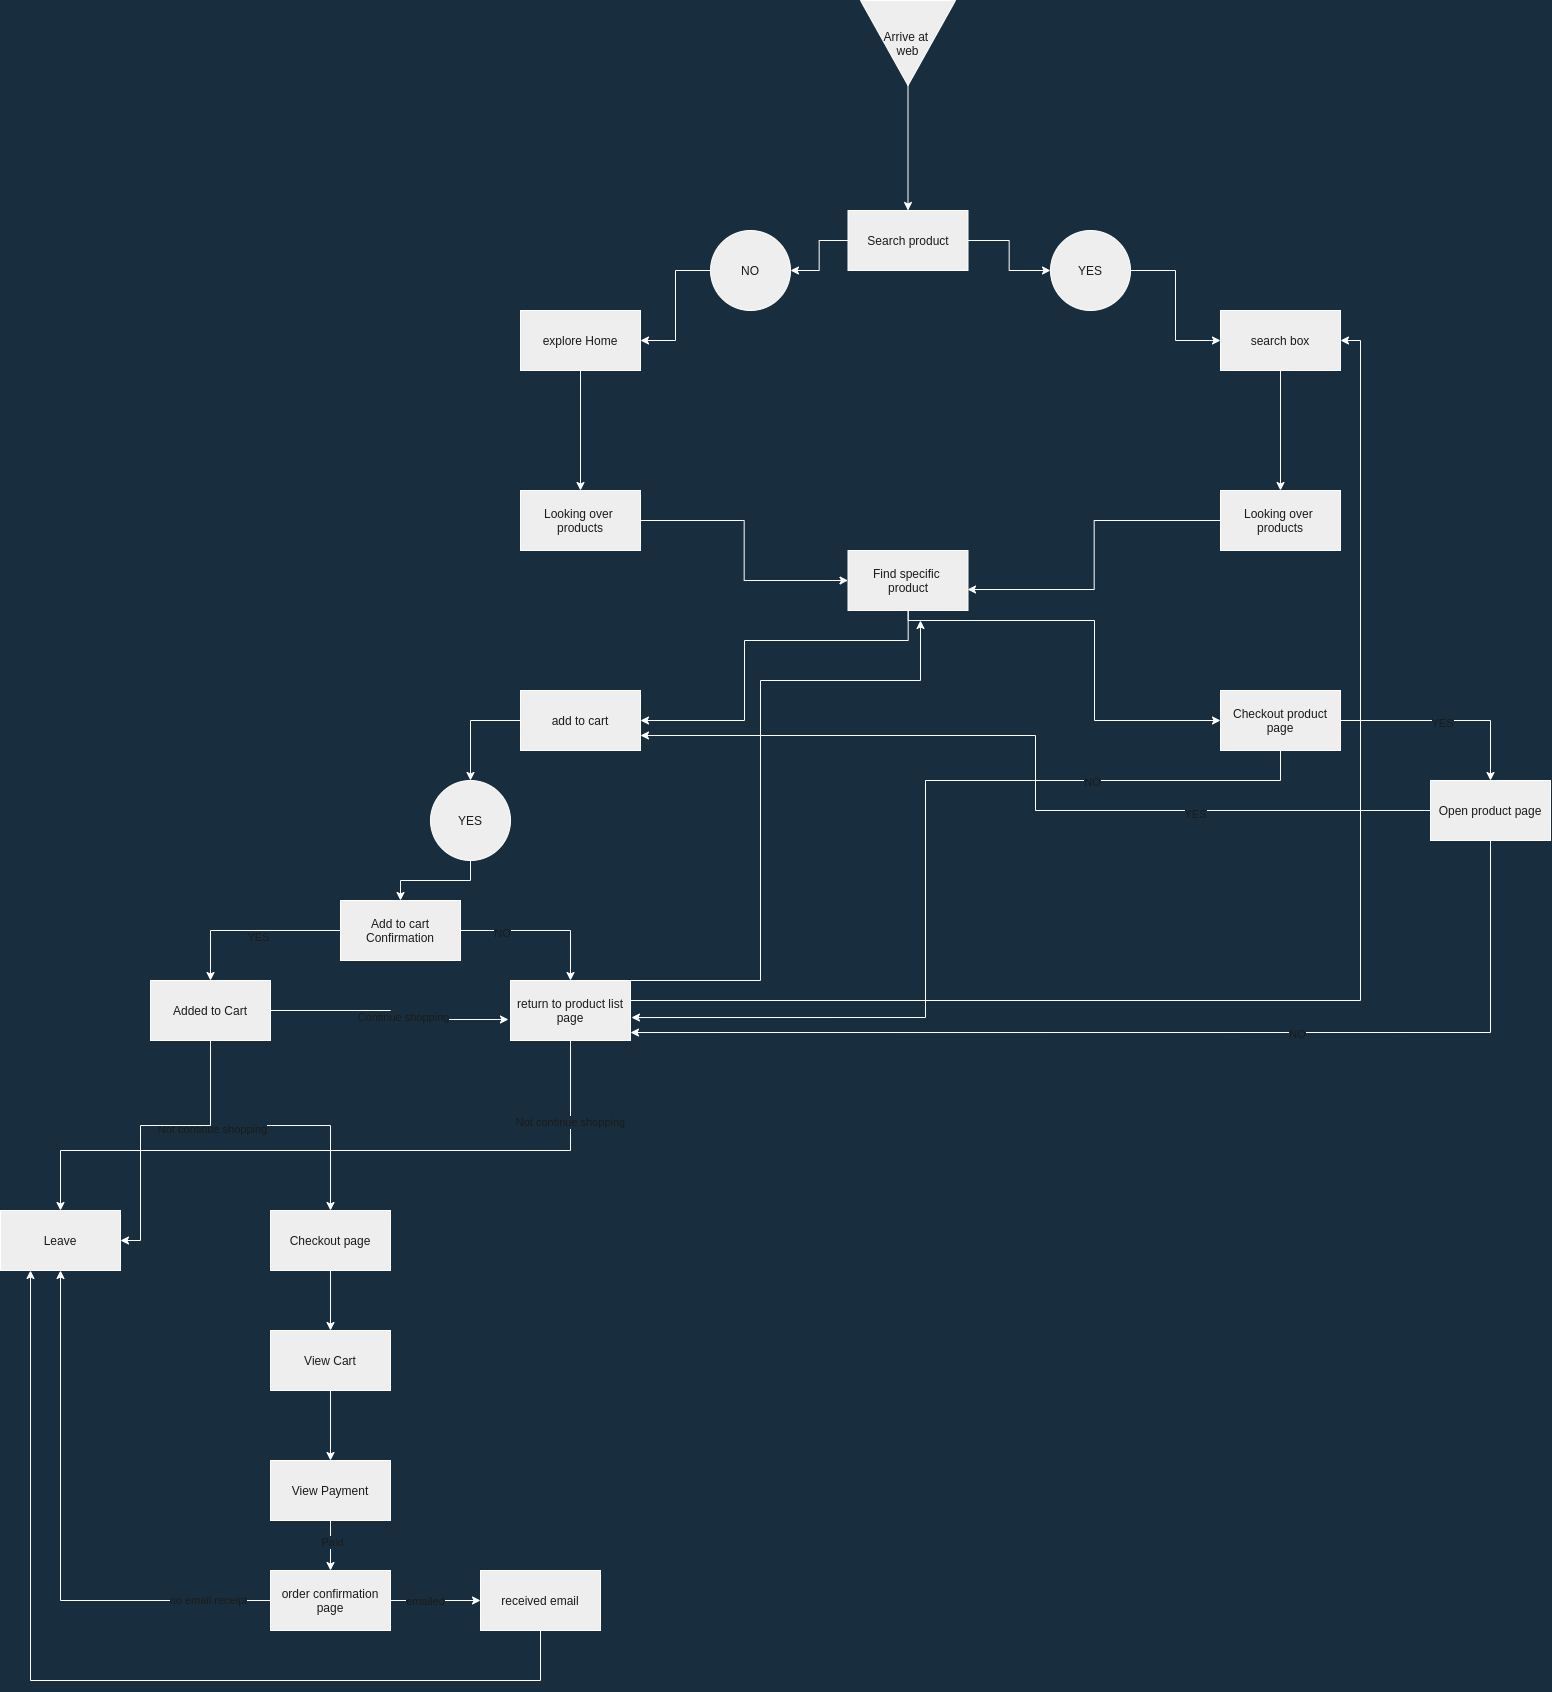 Arrive at
web
Search product
NO
YES
explore Home
search box
Looking over
products
Looking over
products
Find specific
product
add to cart
Checkout product
page
YES
NO
Open product page
YES
YES
Add to cart
Confirmation
YES
NO
Added to Cart
Continue shopping
return to product list
page
NO
Not continue shopping
Not continue shopping
Leave
Checkout page
View Cart
View Payment
Paid
order confirmation
page
no email receipt
emailed
received email